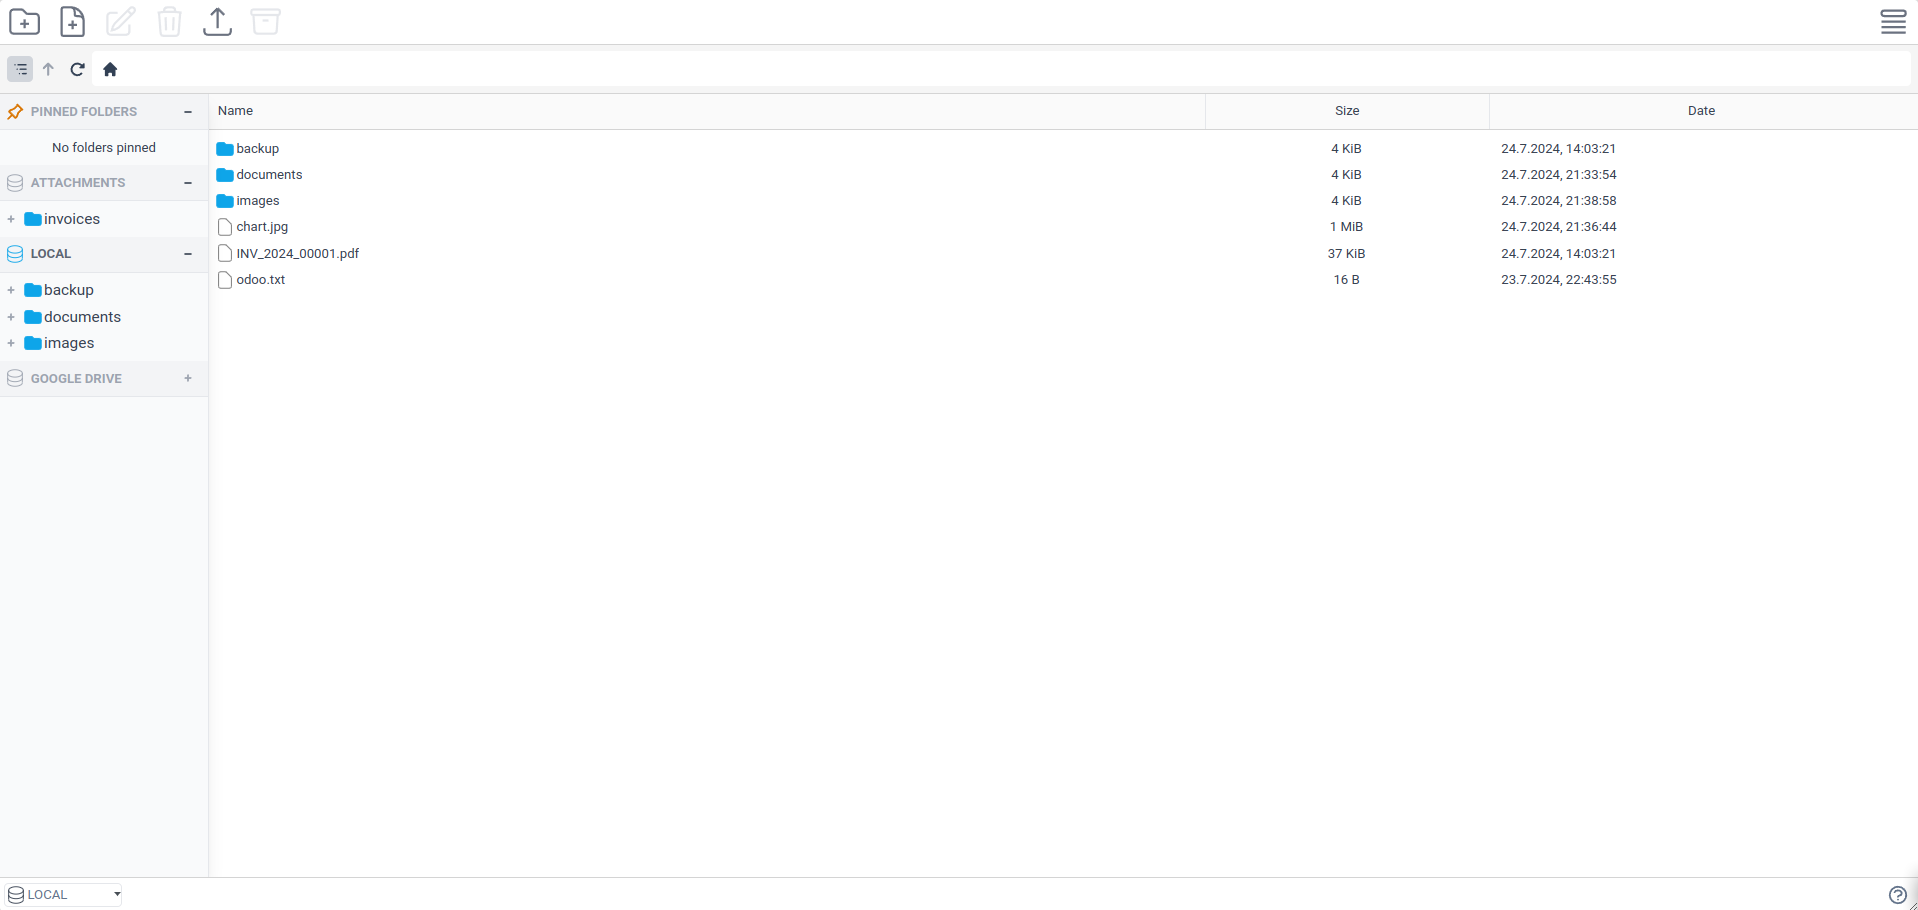 PINNED FOLDERS
No folders pinned
ATTACHMENTS
invoices
LOCAL
backup
documents
images
GOOGLE DRIVE
Name Size Date
backup 4 KiB 24.7.2024, 14:03:21
documents 4 KiB 24.7.2024, 21:33:54
images 4 KiB 24.7.2024, 21:38:58
chart.jpg 1 MiB 24.7.2024, 21:36:44
INV_2024_00001.pdf 37 KiB 24.7.2024, 14:03:21
odoo.txt 16 B 23.7.2024, 22:43:55
LOCAL